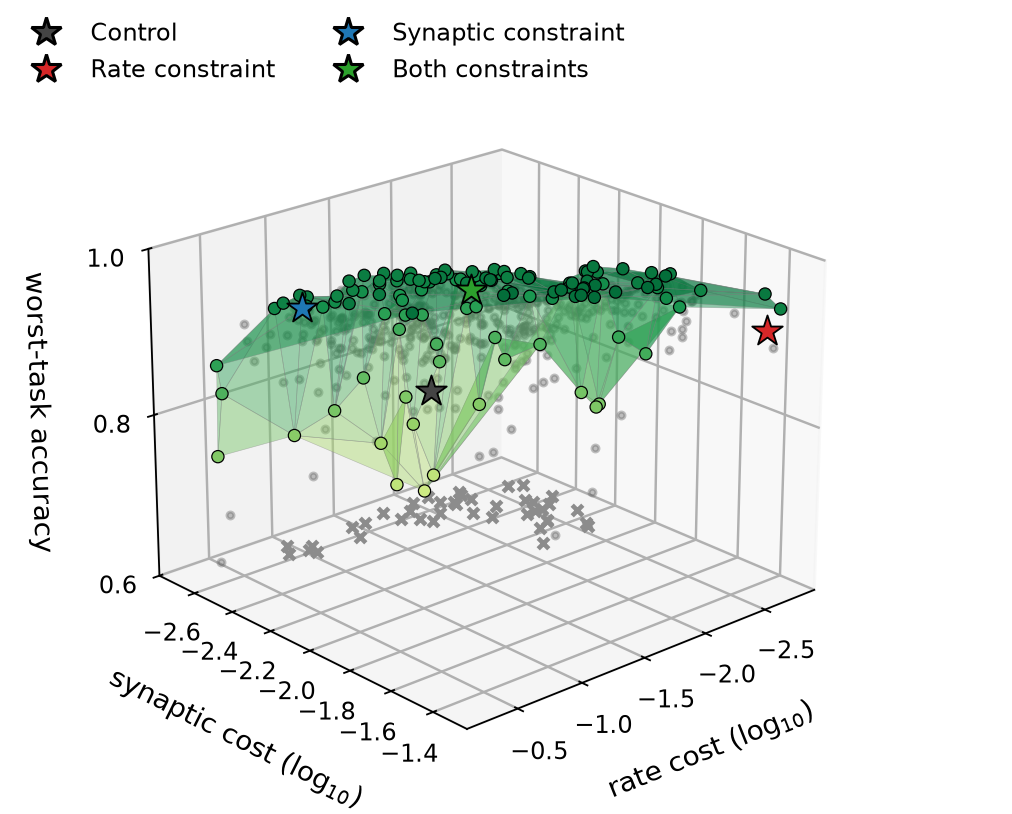 Control
Rate constraint
Synaptic constraint
Both constraints
1.0
0.8
0.6
worst-task accuracy
−2.6
−2.4
−2.2
−2.0
−1.8
−1.6
−1.4
synaptic cost (log₁₀)
−0.5
−1.0
−1.5
−2.0
−2.5
rate cost (log₁₀)